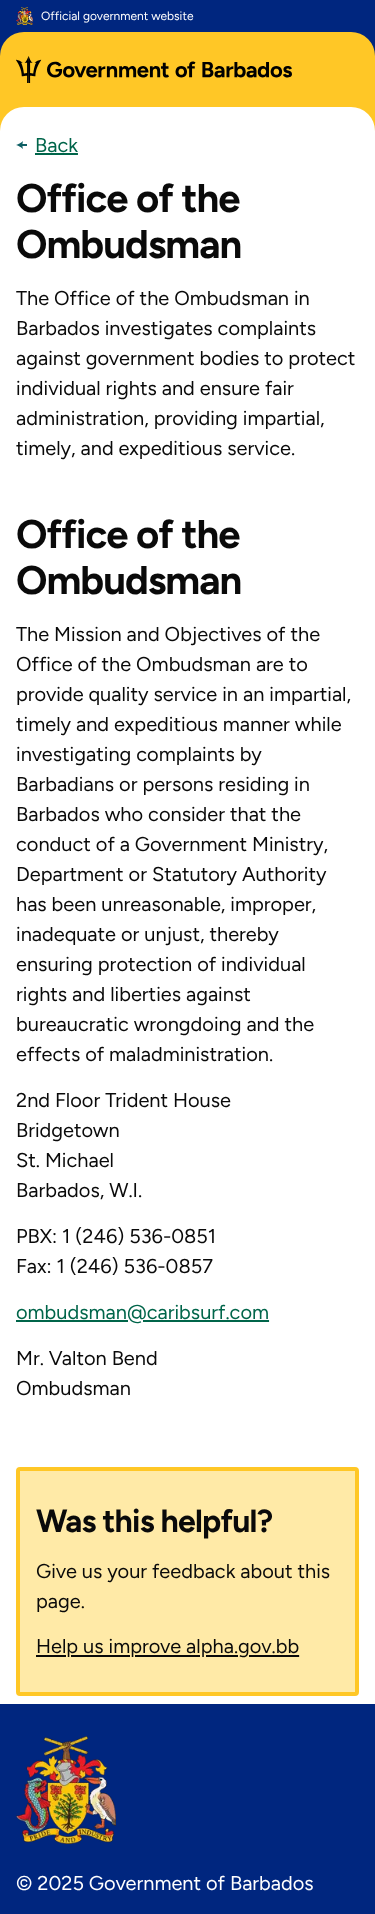 Official government website
Government of Barbados
Back
Office of the
Ombudsman
The Office of the Ombudsman in
Barbados investigates complaints
against government bodies to protect
individual rights and ensure fair
administration, providing impartial,
timely, and expeditious service.
Office of the
Ombudsman
The Mission and Objectives of the
Office of the Ombudsman are to
provide quality service in an impartial,
timely and expeditious manner while
investigating complaints by
Barbadians or persons residing in
Barbados who consider that the
conduct of a Government Ministry,
Department or Statutory Authority
has been unreasonable, improper,
inadequate or unjust, thereby
ensuring protection of individual
rights and liberties against
bureaucratic wrongdoing and the
effects of maladministration.
2nd Floor Trident House
Bridgetown
St. Michael
Barbados, W.I.
PBX: 1 (246) 536-0851
Fax: 1 (246) 536-0857
ombudsman@caribsurf.com
Mr. Valton Bend
Ombudsman
Was this helpful?
Give us your feedback about this
page.
Help us improve alpha.gov.bb
PRIDE AND INDUSTRY
© 2025 Government of Barbados